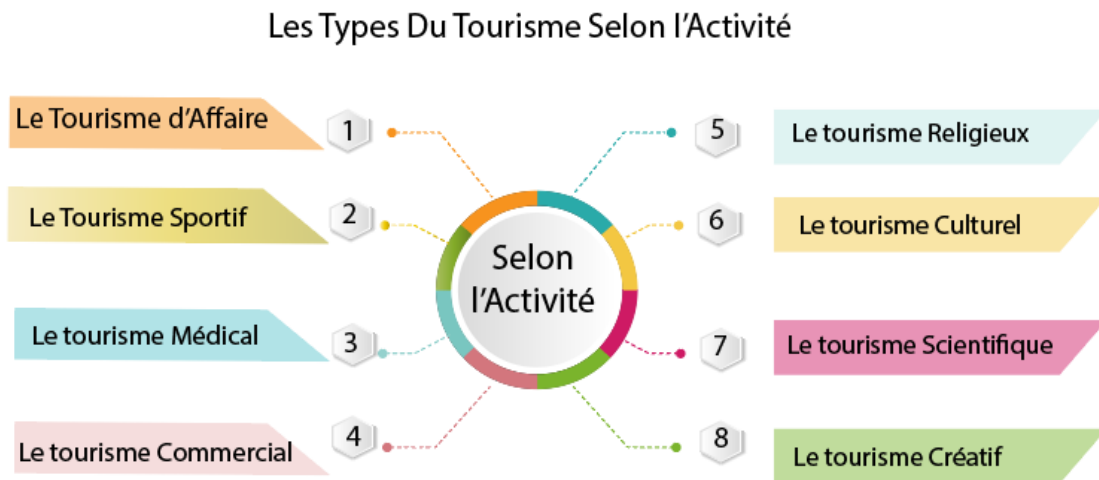 Les Types Du Tourisme Selon l'Activité
Le Tourisme d'Affaire
1
Le Tourisme Sportif
2
Le tourisme Médical
3
Le tourisme Commercial
4
Selon
l'Activité
5
Le tourisme Religieux
6
Le tourisme Culturel
7
Le tourisme Scientifique
8
Le tourisme Créatif